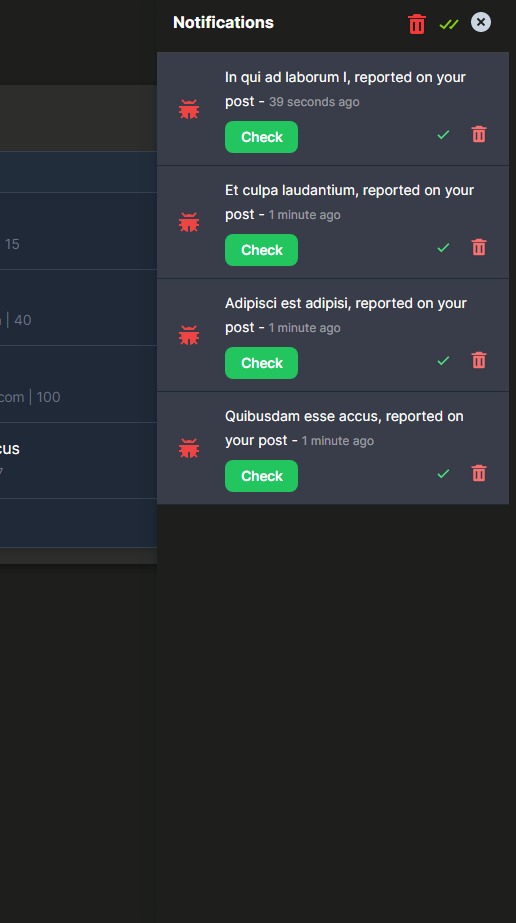 Notifications
In qui ad laborum I, reported on your
post - 39 seconds ago
Check
Et culpa laudantium, reported on your
post - 1 minute ago
Check
Adipisci est adipisi, reported on your
post - 1 minute ago
Check
Quibusdam esse accus, reported on
your post - 1 minute ago
Check
15
| 40
com | 100
cus